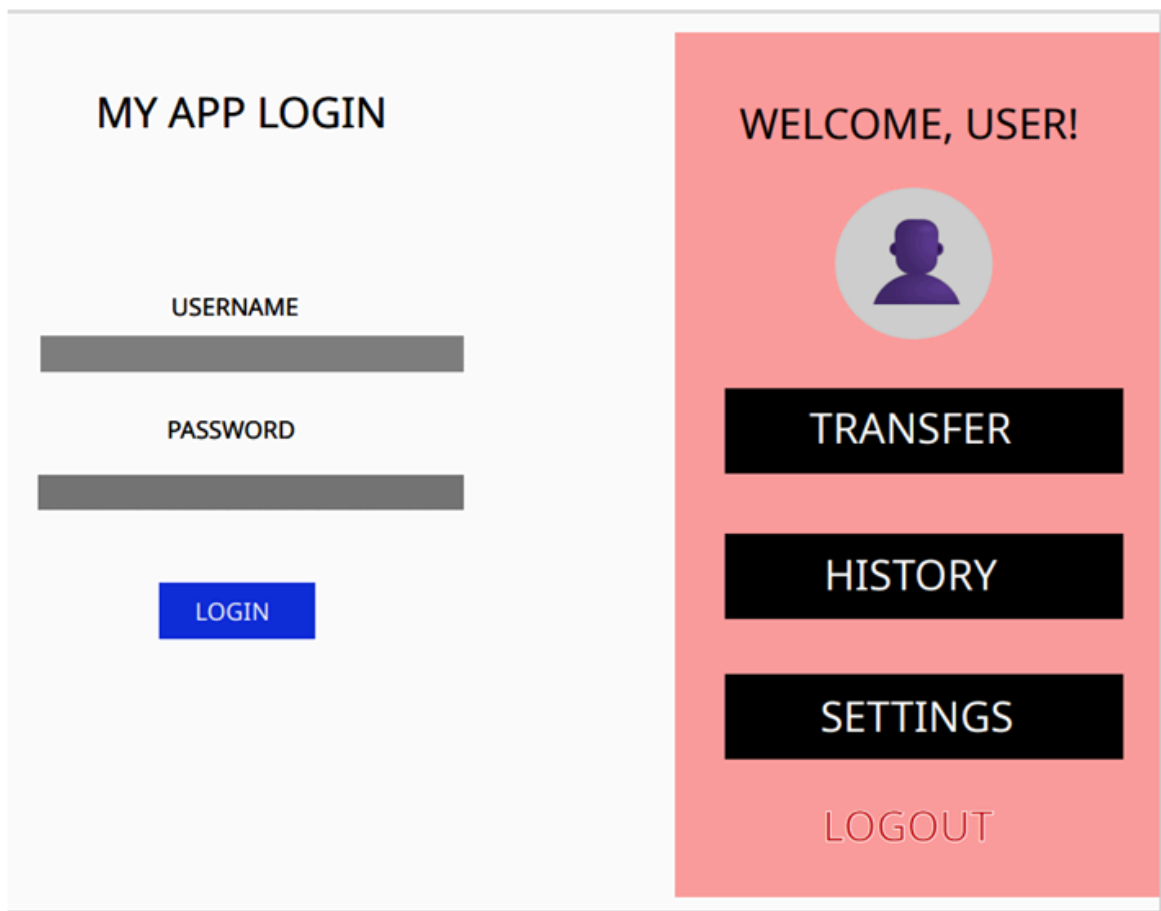 MY APP LOGIN
USERNAME
PASSWORD
LOGIN
WELCOME, USER!
TRANSFER
HISTORY
SETTINGS
LOGOUT